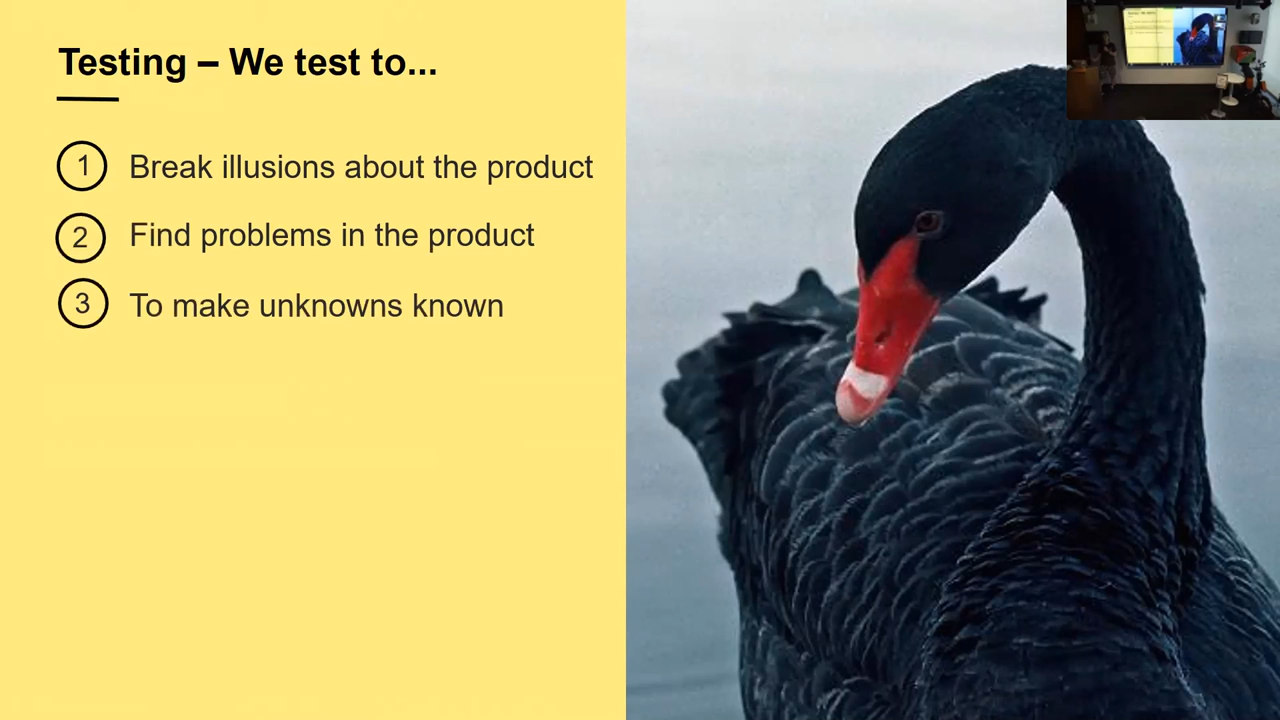 Testing – We test to...
1 Break illusions about the product
2 Find problems in the product
3 To make unknowns known